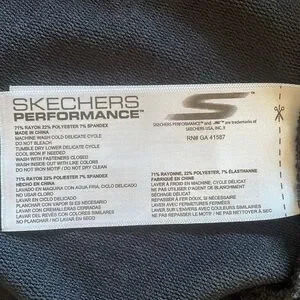 SKECHERS
PERFORMANCE™
71% RAYON 22% POLYESTER 7% SPANDEX
MADE IN CHINA
MACHINE WASH COLD DELICATE CYCLE
DO NOT BLEACH
TUMBLE DRY LOWER DELICATE CYCLE
COOL IRON IF NEEDED
WASH WITH FASTENERS CLOSED
WASH INSIDE OUT WITH LIKE COLORS
DO NOT IRON MOTIF / DO NOT DRY CLEAN
71% RAYON 22% POLYESTER 7% SPANDEX
HECHO EN CHINA
LAVADO EN MAQUINA CON AGUA FRIA, CICLO DELICADO
NO USAR CLORO
LAVAR EN CICLO DELICADO
PLANCHAR CON VAPOR SI ES NECESARIO
LAVAR CON CREMALLERAS CERRADAS
LAVAR DEL REVES CON COLORES SIMILARES
NO PLANCHAR / NO LAVAR EN SECO
SKECHERS PERFORMANCE™ and are trademarks of
SKECHERS USA, INC. II
RN# GA 41587
71% RAYONNE, 22% POLYESTER, 7% ÉLASTHANNE
FABRIQUÉ EN CHINE
LAVER À FROID EN MACHINE, CYCLE DÉLICAT
NE PAS UTILISER D'AGENT DE BLANCHIMENT
SÉCHAGE DÉLICAT
REPASSER À FER DOUX, SI NÉCESSAIRE
LAVER AVEC FERMETURES FERMÉES
LAVER À L'ENVERS AVEC COULEURS SIMILAIRES
NE PAS REPASSER LE MOTIF / NE PAS NETTOYER À SEC